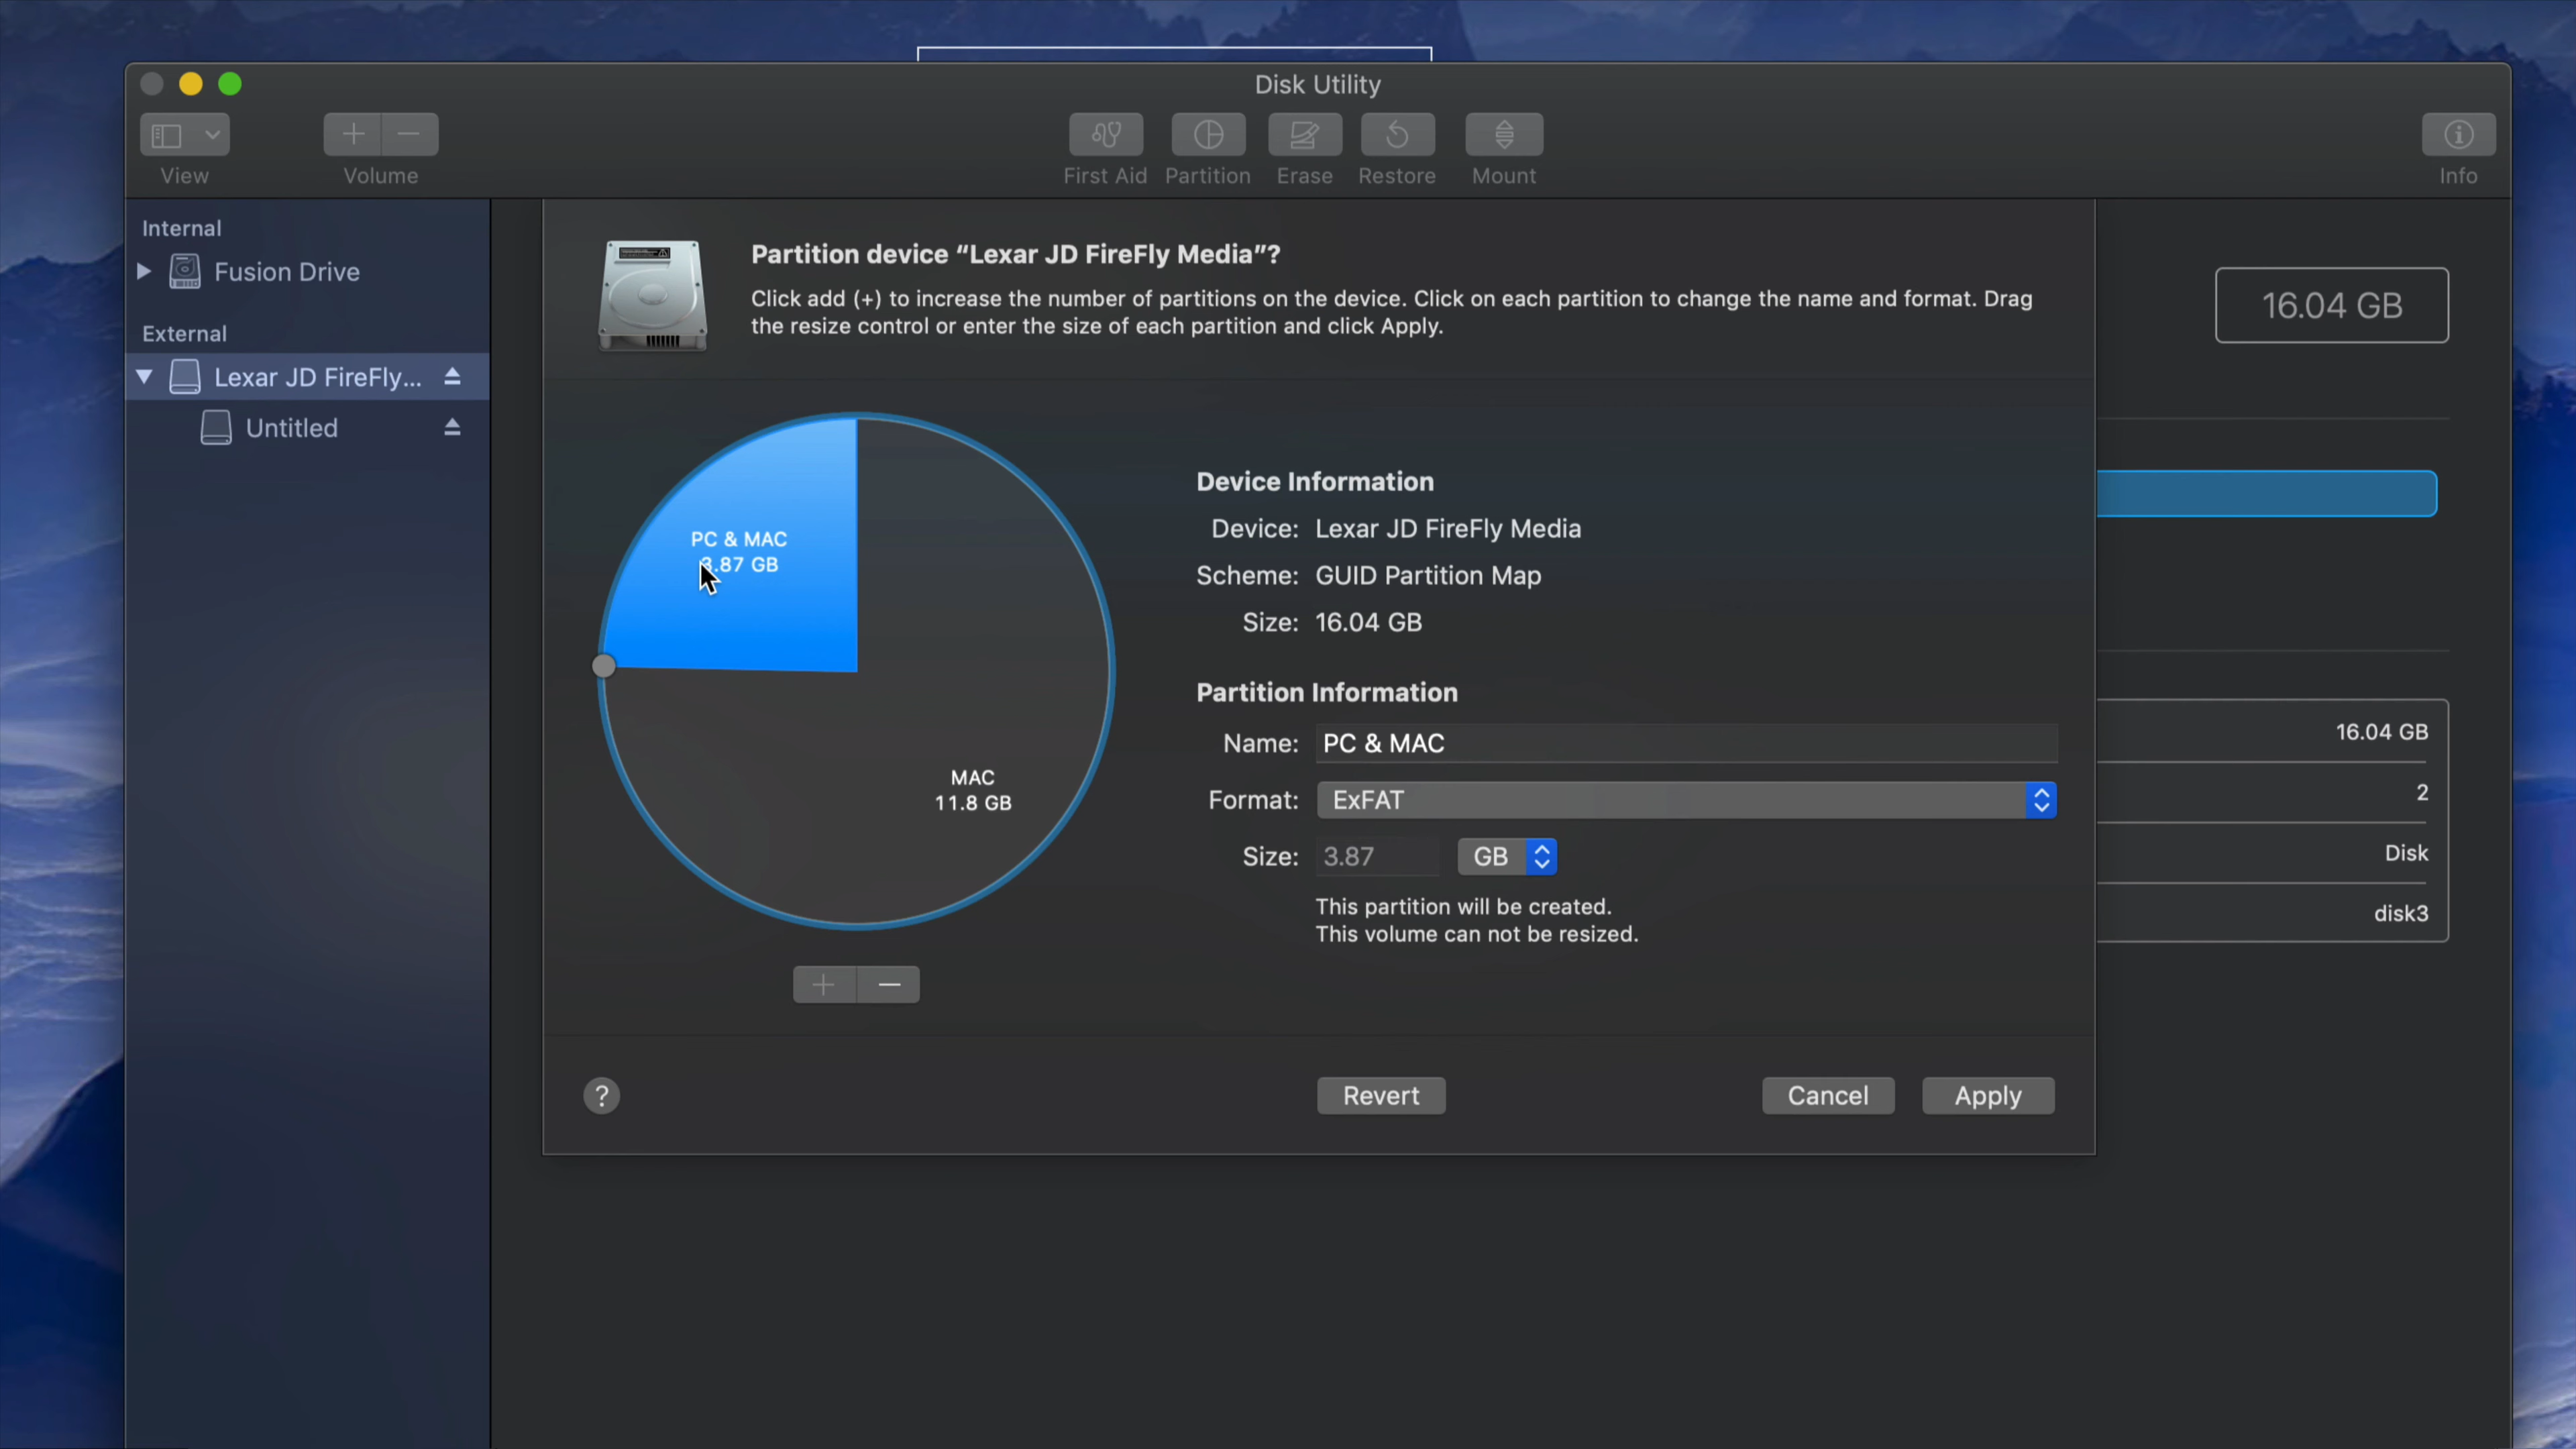 Disk Utility
View
Volume
First Aid
Partition
Erase
Restore
Mount
Info
Internal
Fusion Drive
External
Lexar JD FireFly...
Untitled
Partition device “Lexar JD FireFly Media”?
Click add (+) to increase the number of partitions on the device. Click on each partition to change the name and format. Drag
the resize control or enter the size of each partition and click Apply.
16.04 GB
PC & MAC
3.87 GB
MAC
11.8 GB
Device Information
Device: Lexar JD FireFly Media
Scheme: GUID Partition Map
Size: 16.04 GB
Partition Information
Name: PC & MAC
Format: ExFAT
Size: 3.87 GB
This partition will be created.
This volume can not be resized.
16.04 GB
2
Disk
disk3
?
Revert
Cancel
Apply